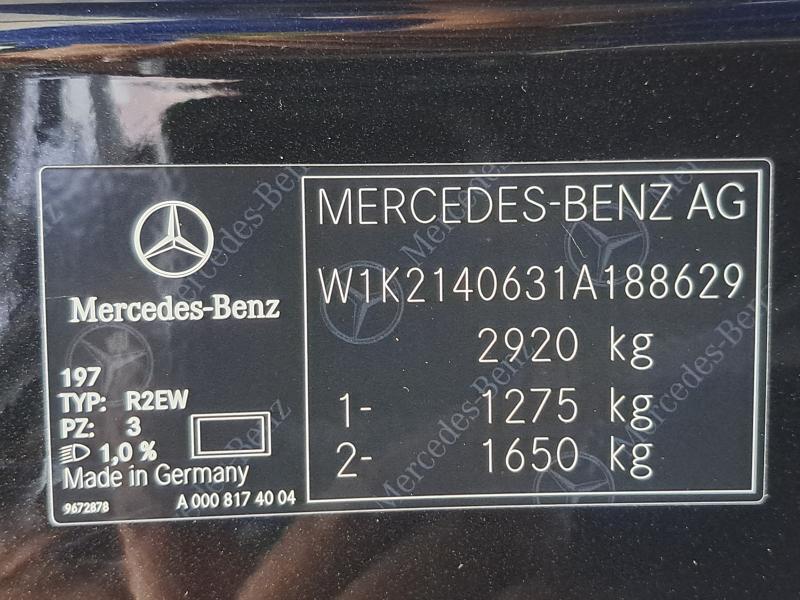 Mercedes-Benz
197
TYP: R2EW
PZ: 3
1,0 %
Made in Germany
9672878
A 000 817 40 04
MERCEDES-BENZ AG
W1K2140631A188629
2920 kg
1- 1275 kg
2- 1650 kg